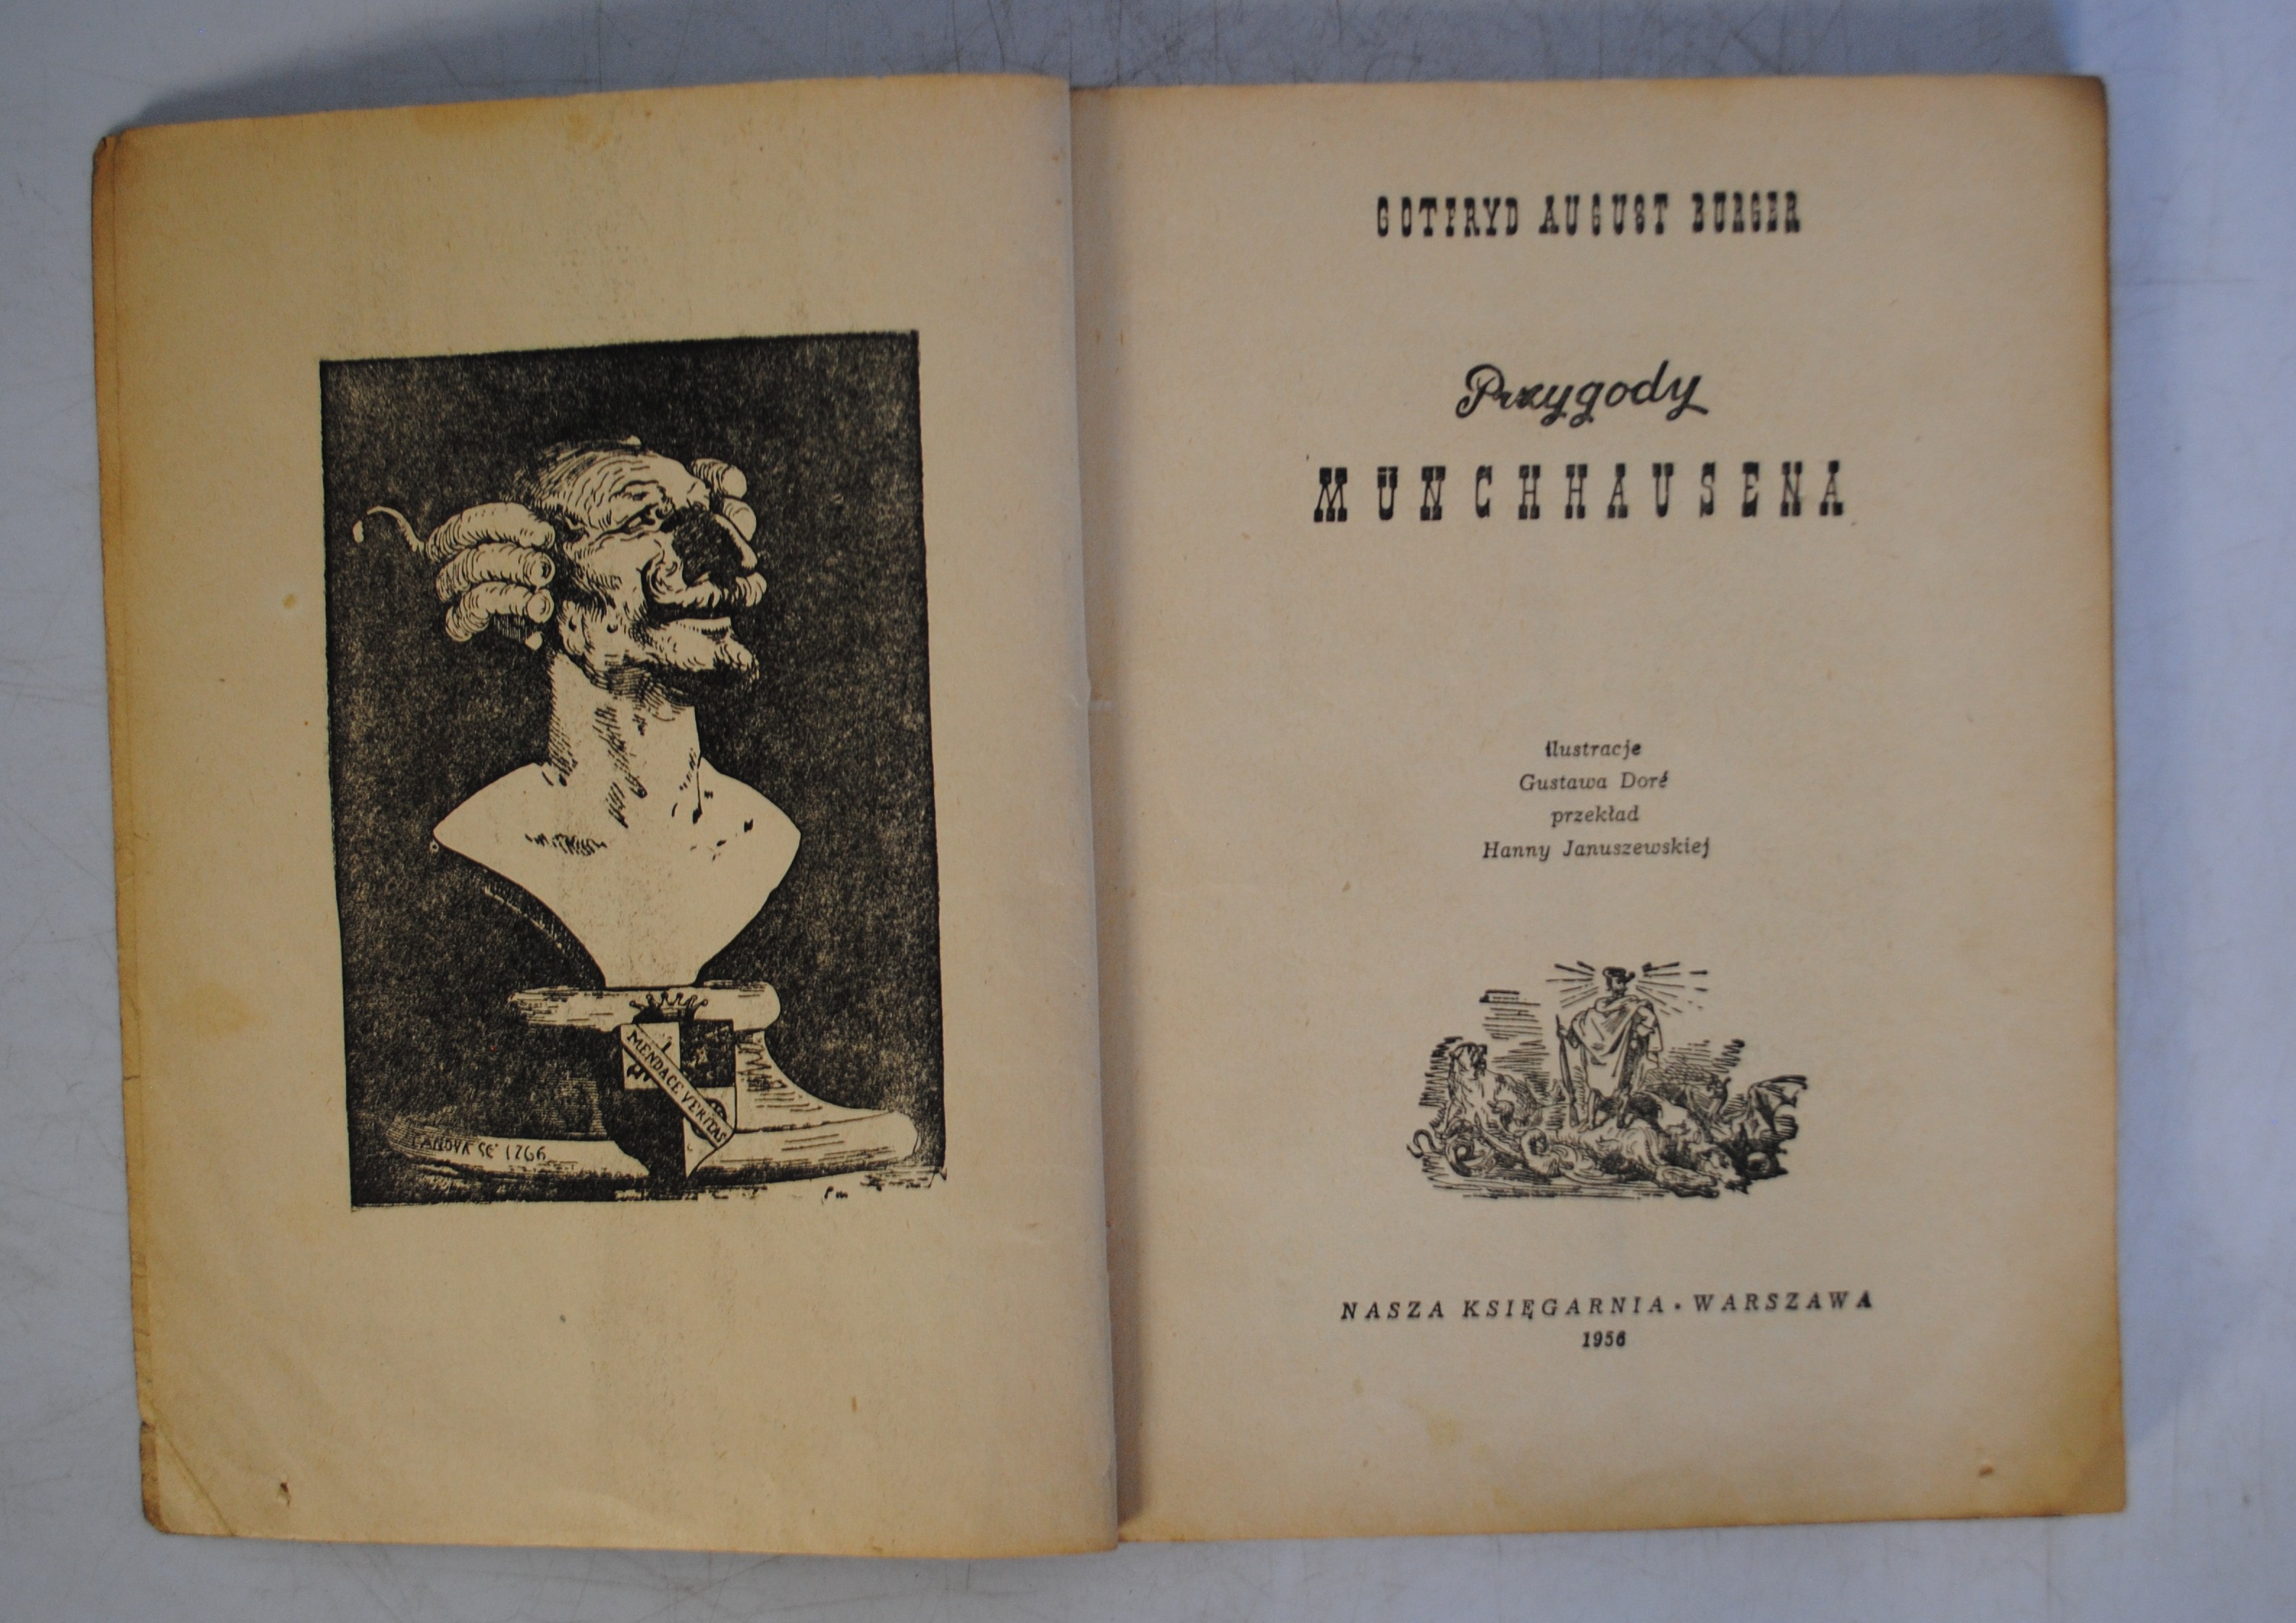 MENDACE VERITAS
CANOVA SC 1766
GOTFRYD AUGUST BURGER
Przygody
MÜNCHHAUSENA
ilustracje
Gustawa Doré
przekład
Hanny Januszewskiej
NASZA KSIĘGARNIA • WARSZAWA
1956